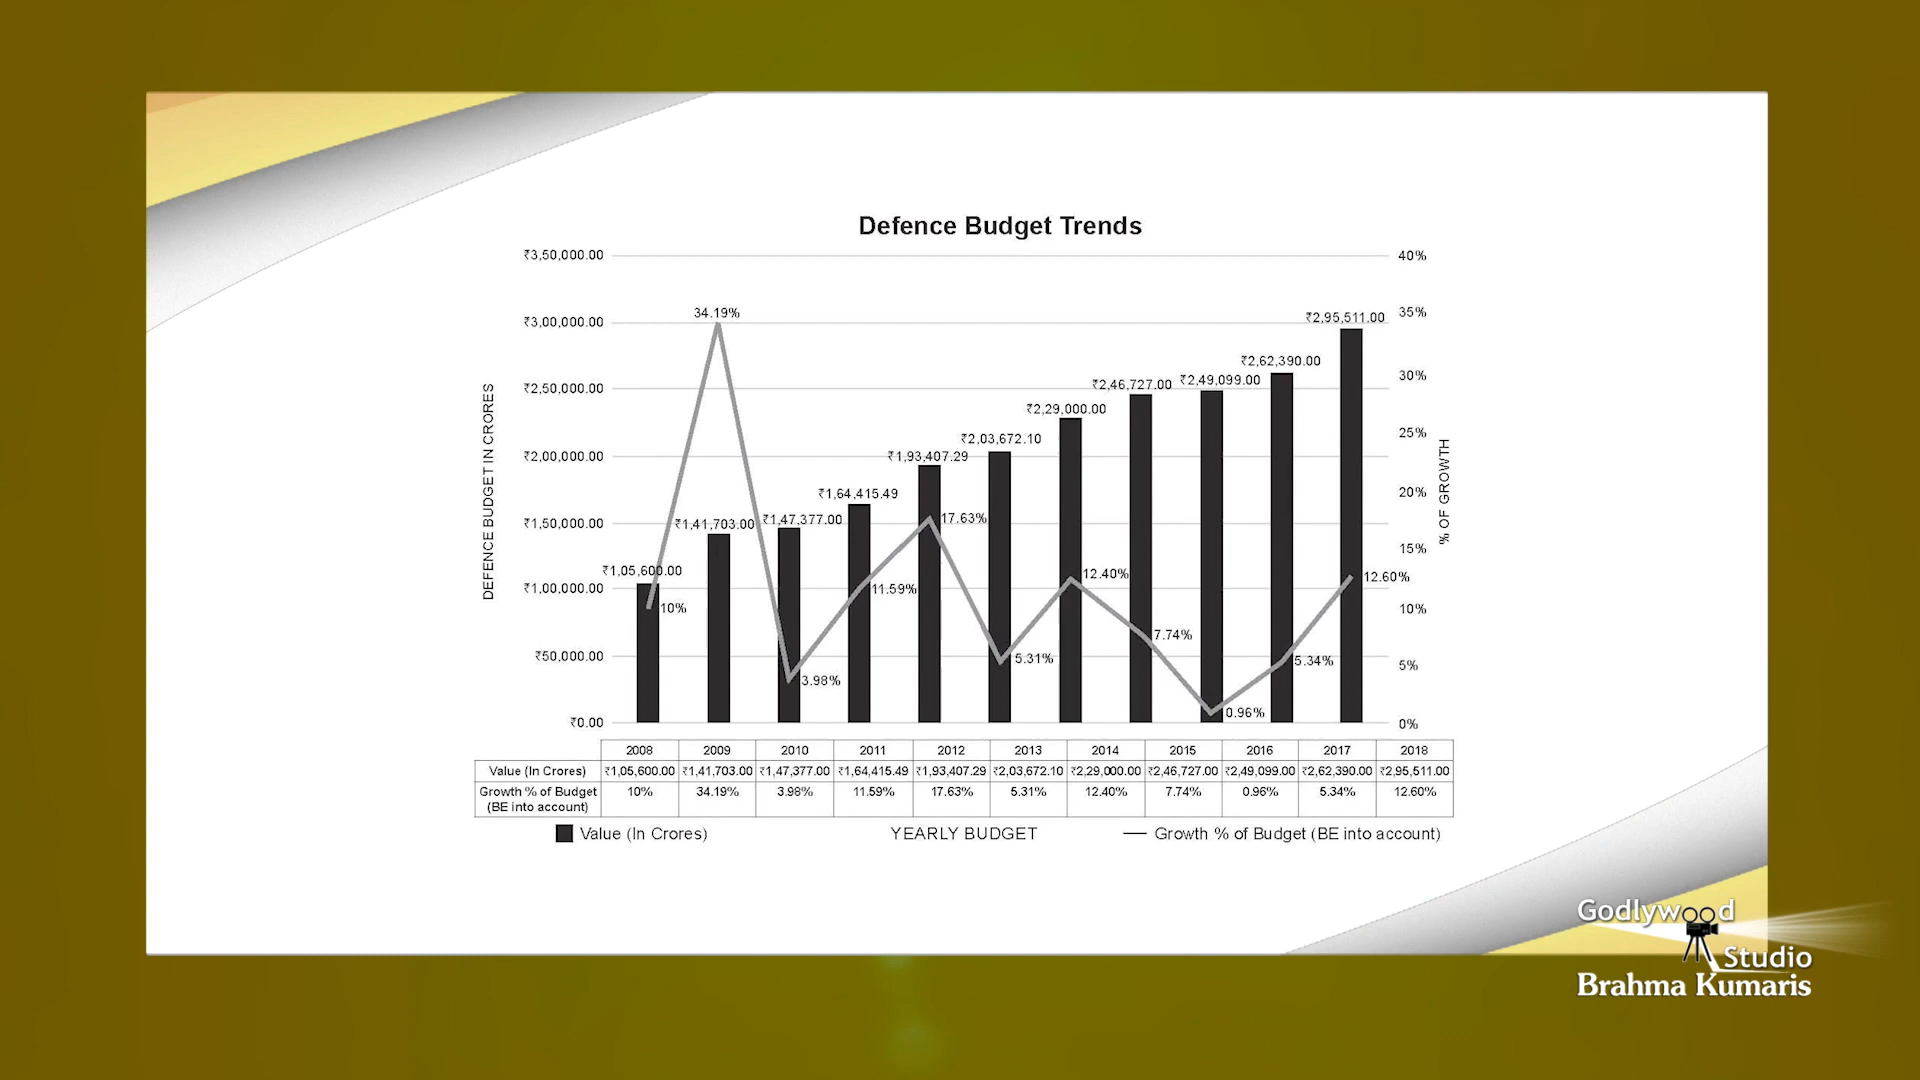 Defence Budget Trends
₹3,50,000.00 40%
34.19% 35%
₹3,00,000.00 ₹2,95,511.00
₹2,62,390.00
₹2,50,000.00 ₹2,46,727.00 ₹2,49,099.00 30%
₹2,29,000.00
₹2,03,672.10 25%
₹2,00,000.00 ₹1,93,407.29
₹1,64,415.49 20%
₹1,50,000.00 ₹1,41,703.00 ₹1,47,377.00 17.63%
15%
₹1,05,600.00 12.40% 12.60%
₹1,00,000.00 11.59%
10% 10%
7.74%
₹50,000.00 5.31% 5.34% 5%
3.98%
0.96%
₹0.00 0%
DEFENCE BUDGET IN CRORES
% OF GROWTH
2008 2009 2010 2011 2012 2013 2014 2015 2016 2017 2018
Value (In Crores) ₹1,05,600.00 ₹1,41,703.00 ₹1,47,377.00 ₹1,64,415.49 ₹1,93,407.29 ₹2,03,672.10 ₹2,29,000.00 ₹2,46,727.00 ₹2,49,099.00 ₹2,62,390.00 ₹2,95,511.00
Growth % of Budget 10% 34.19% 3.98% 11.59% 17.63% 5.31% 12.40% 7.74% 0.96% 5.34% 12.60%
(BE into account)
Value (In Crores) YEARLY BUDGET Growth % of Budget (BE into account)
Godlywood
Studio
Brahma Kumaris